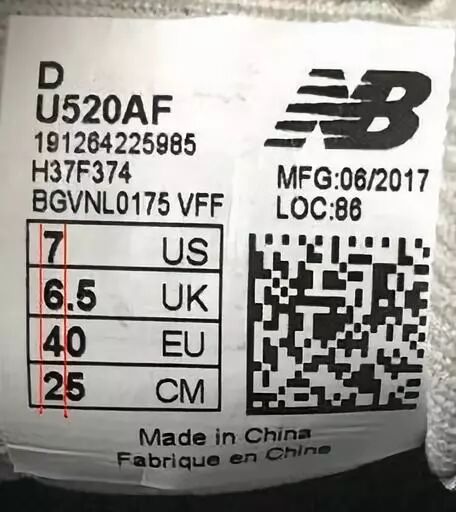 D
U520AF
191264225985
H37F374
BGVNL0175 VFF
NB
MFG:06/2017
LOC:86
7 US
6.5 UK
40 EU
25 CM
Made in China
Fabrique en Chine